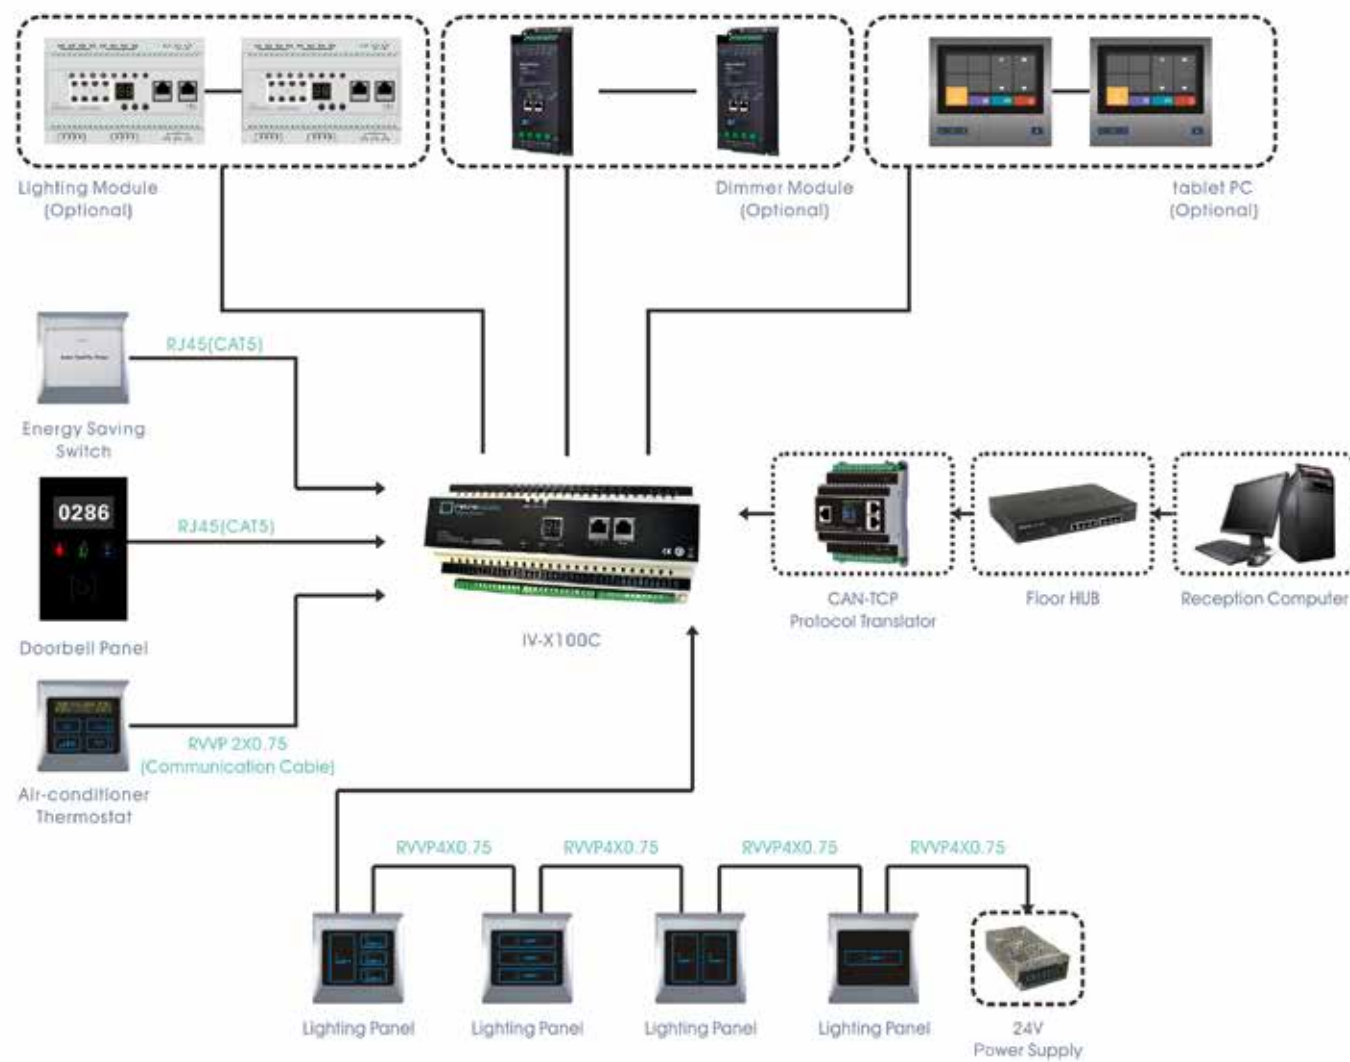 Lighting Module
(Optional)
Dimmer Module
(Optional)
tablet PC
(Optional)
RJ45(CAT5)
Energy Saving
Switch
0286
RJ45(CAT5)
Doorbell Panel
RVVP 2X0.75
(Communication Cable)
Air-conditioner
Thermostat
IV-X100C
CAN-TCP
Protocol Translator
Floor HUB
Reception Computer
RVVP4X0.75
RVVP4X0.75
RVVP4X0.75
RVVP4X0.75
Lighting Panel
Lighting Panel
Lighting Panel
Lighting Panel
24V
Power Supply